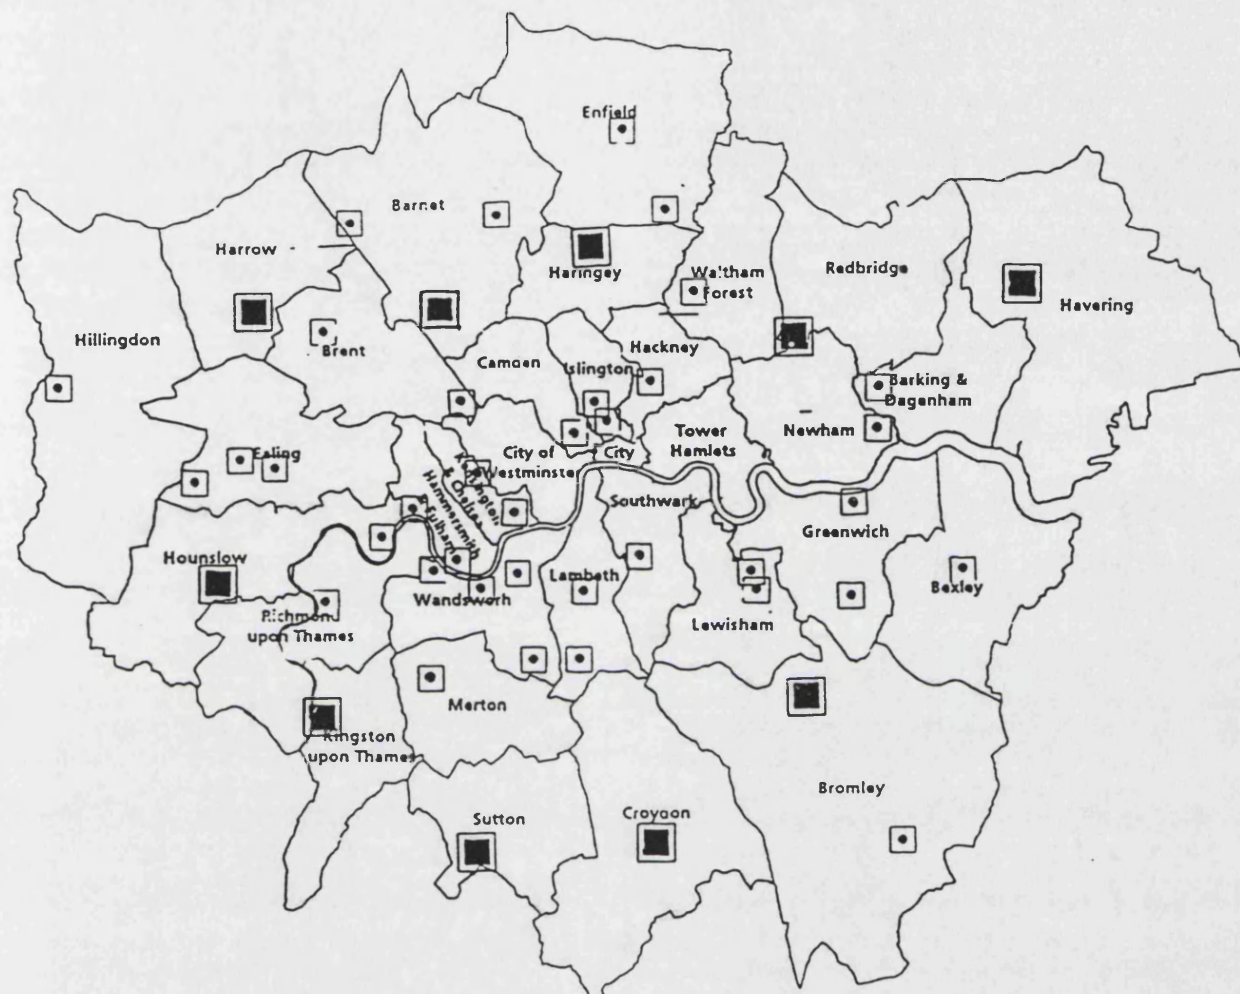 Enfield
Barnet
Harrow
Haringey
Waltham
Forest
Redbridge
Havering
Hillingdon
Brent
Camden
Islington
Hackney
Barking &
Dagenham
Ealing
City of
Westminster
City
Tower
Hamlets
Newham
Kensington
& Chelsea
Hammersmith
& Fulham
Southwark
Greenwich
Hounslow
Richmond
upon Thames
Wandsworh
Lambeth
Lewisham
Bexley
Merton
Kingston
upon Thames
Sutton
Croydon
Bromley